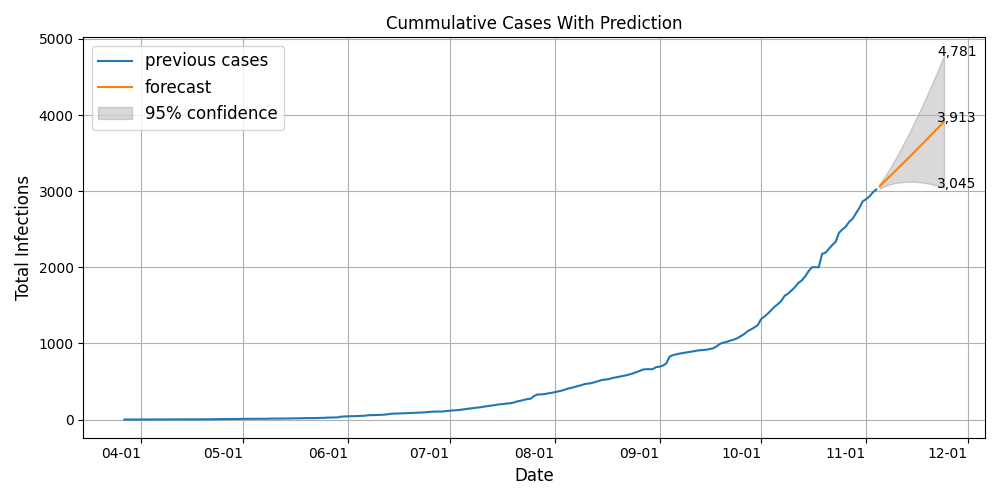 Cummulative Cases With Prediction
Total Infections
5000
4000
3000
2000
1000
0
previous cases
forecast
95% confidence
4,781
3,913
3,045
04-01 05-01 06-01 07-01 08-01 09-01 10-01 11-01 12-01
Date